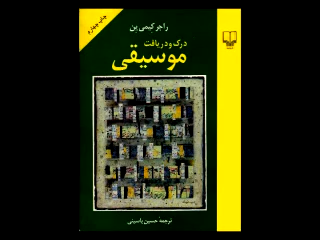 چاپ چهارم
راجر کیمی ین
درک و دریافت
موسیقی
ترجمهٔ حسین یاسینی